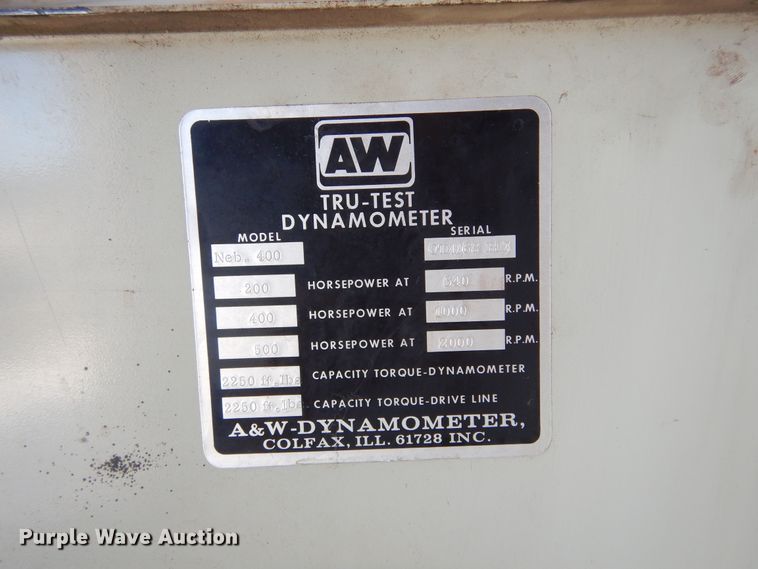 AW
TRU-TEST
DYNAMOMETER
MODEL SERIAL
Neb. 400
200 HORSEPOWER AT 540 R.P.M.
400 HORSEPOWER AT 1000 R.P.M.
500 HORSEPOWER AT 2000 R.P.M.
2250 ft.lbs CAPACITY TORQUE-DYNAMOMETER
2250 ft.lbs CAPACITY TORQUE-DRIVE LINE
A&W-DYNAMOMETER,
COLFAX, ILL. 61728 INC.
Purple Wave Auction